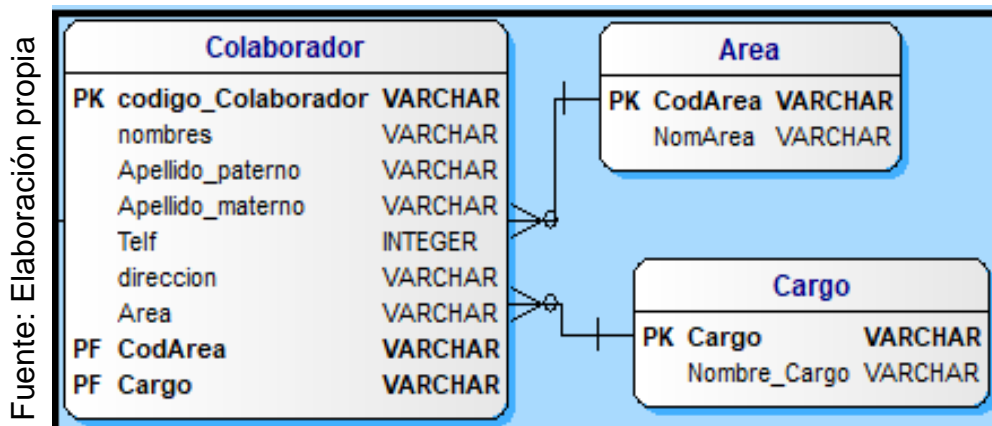 Fuente: Elaboración propia
Colaborador
PK codigo_Colaborador VARCHAR
nombres VARCHAR
Apellido_paterno VARCHAR
Apellido_materno VARCHAR
Telf INTEGER
direccion VARCHAR
Area VARCHAR
PF CodArea VARCHAR
PF Cargo VARCHAR
Area
PK CodArea VARCHAR
NomArea VARCHAR
Cargo
PK Cargo VARCHAR
Nombre_Cargo VARCHAR